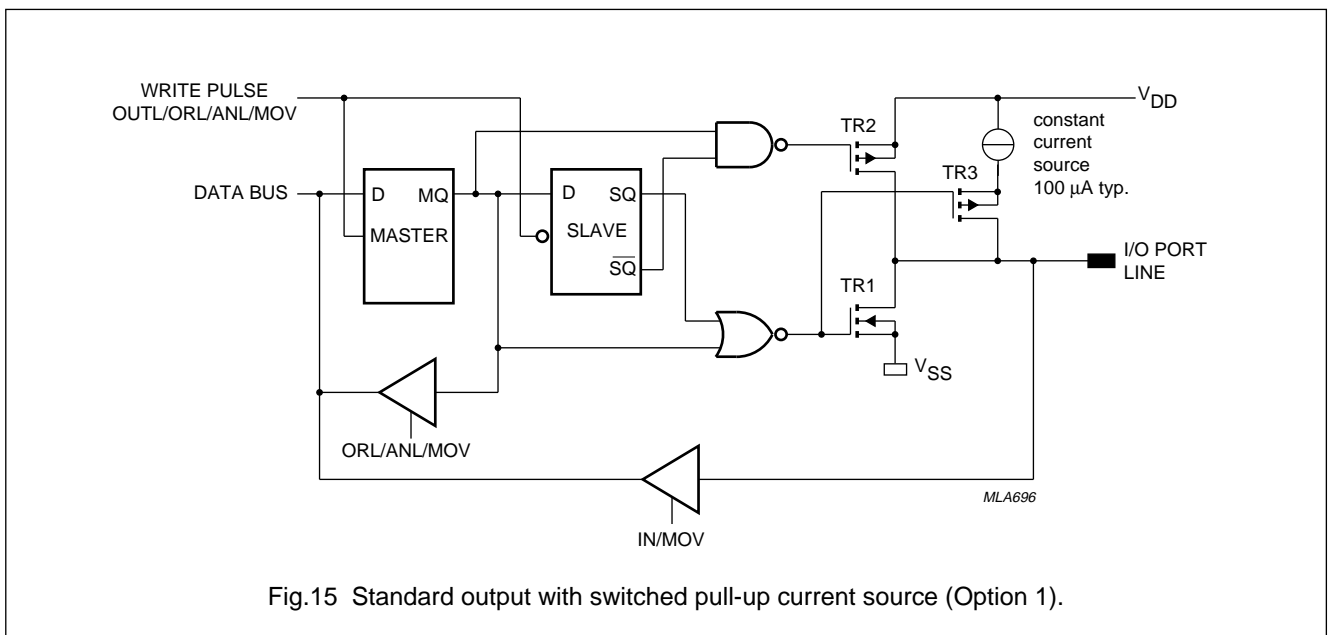 WRITE PULSE
OUTL/ORL/ANL/MOV
DATA BUS
D MQ
MASTER
D SQ
SLAVE
SQ
TR2
VDD
constant
current
source
100 µA typ.
TR3
I/O PORT
LINE
TR1
VSS
ORL/ANL/MOV
MLA696
IN/MOV
Fig.15 Standard output with switched pull-up current source (Option 1).